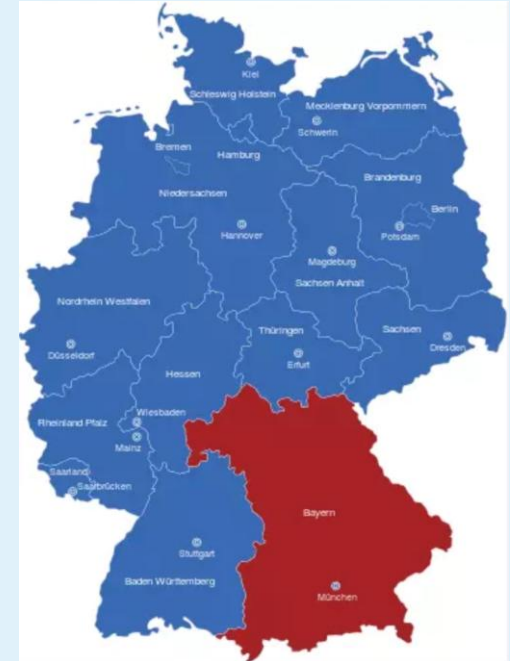 Kiel
Schleswig Holstein
Mecklenburg Vorpommern
Schwerin
Bremen
Hamburg
Brandenburg
Niedersachsen
Berlin
Hannover
Potsdam
Magdeburg
Sachsen Anhalt
Nordrhein Westfalen
Thüringen
Sachsen
Düsseldorf
Dresden
Erfurt
Hessen
Wiesbaden
Rheinland Pfalz
Mainz
Saarland
Saarbrücken
Bayern
Stuttgart
Baden Württemberg
München